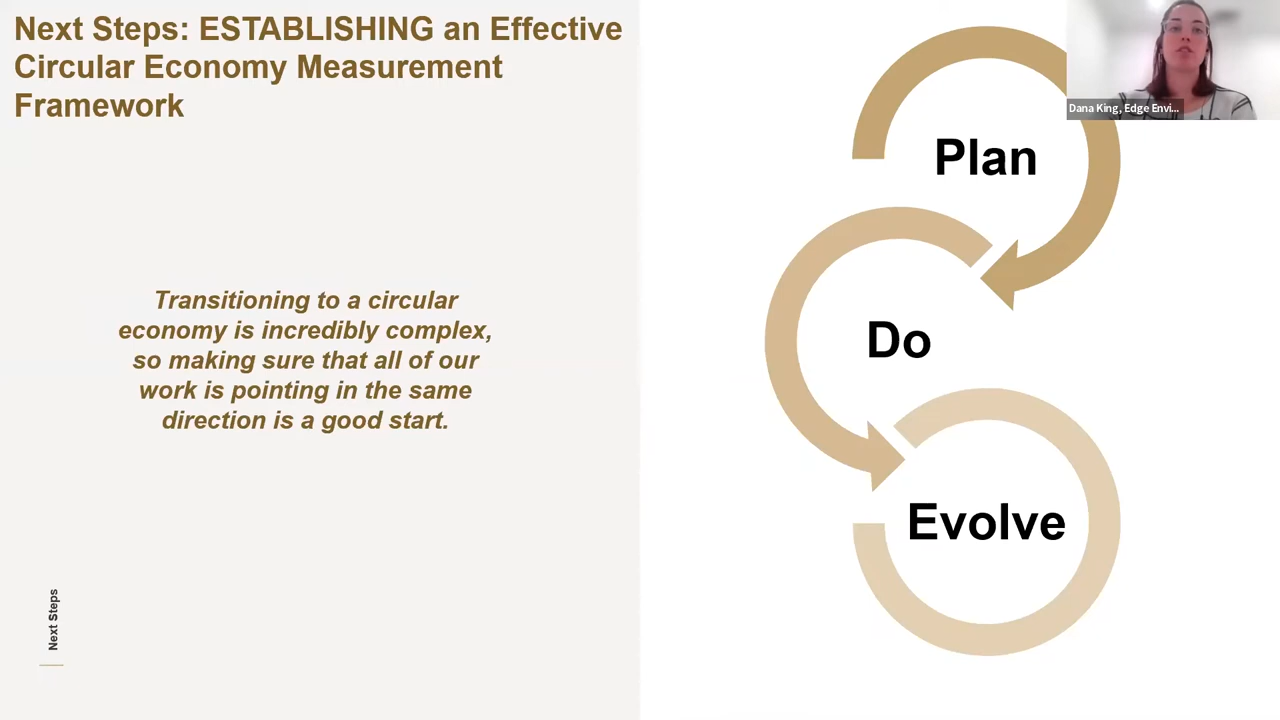 Next Steps: ESTABLISHING an Effective
Circular Economy Measurement
Framework
Transitioning to a circular
economy is incredibly complex,
so making sure that all of our
work is pointing in the same
direction is a good start.
Next Steps
Plan
Do
Evolve
Dana King, Edge Envi...